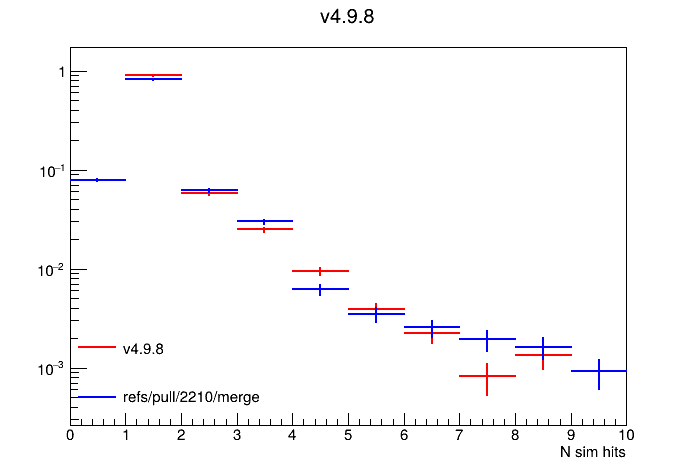 v4.9.8
1
10⁻¹
10⁻²
10⁻³
v4.9.8
refs/pull/2210/merge
0 1 2 3 4 5 6 7 8 9 10
N sim hits